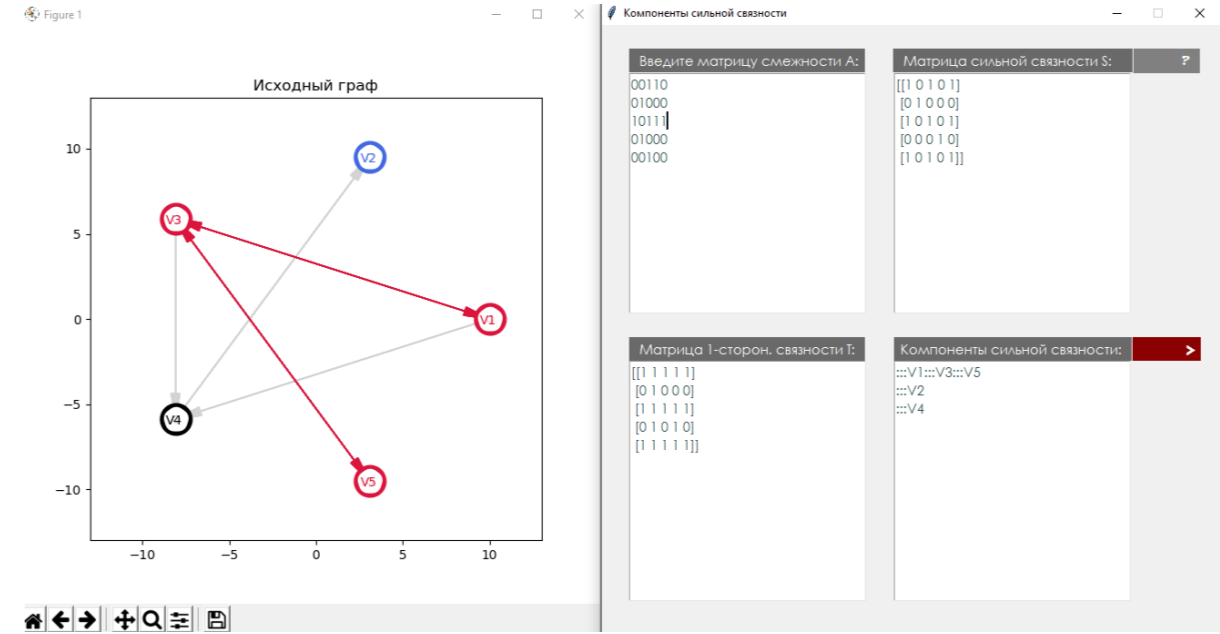 Figure 1
Исходный граф
10
5
0
−5
−10
−10
−5
0
5
10
V2
V3
V1
V4
V5
Компоненты сильной связности
Введите матрицу смежности A:
00110
01000
10111
01000
00100
Матрица сильной связности S:
?
[[1 0 1 0 1]
[0 1 0 0 0]
[1 0 1 0 1]
[0 0 0 1 0]
[1 0 1 0 1]]
Матрица 1-сторон. связности T:
[[1 1 1 1 1]
[0 1 0 0 0]
[1 1 1 1 1]
[0 1 0 1 0]
[1 1 1 1 1]]
Компоненты сильной связности:
>
:::V1:::V3:::V5
:::V2
:::V4